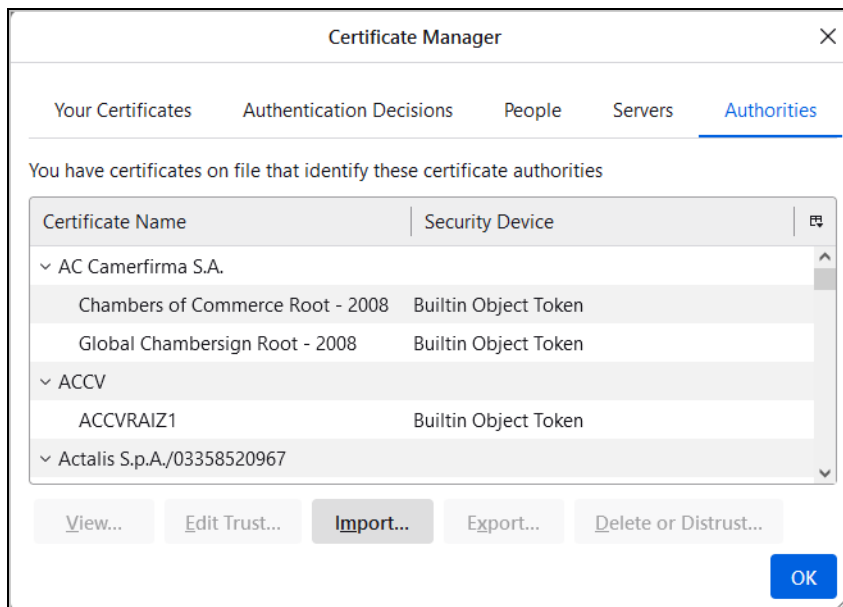 Certificate Manager
Your Certificates Authentication Decisions People Servers Authorities
You have certificates on file that identify these certificate authorities
Certificate Name Security Device
AC Camerfirma S.A.
Chambers of Commerce Root - 2008 Builtin Object Token
Global Chambersign Root - 2008 Builtin Object Token
ACCV
ACCVRAIZ1 Builtin Object Token
Actalis S.p.A./03358520967
View... Edit Trust... Import... Export... Delete or Distrust...
OK